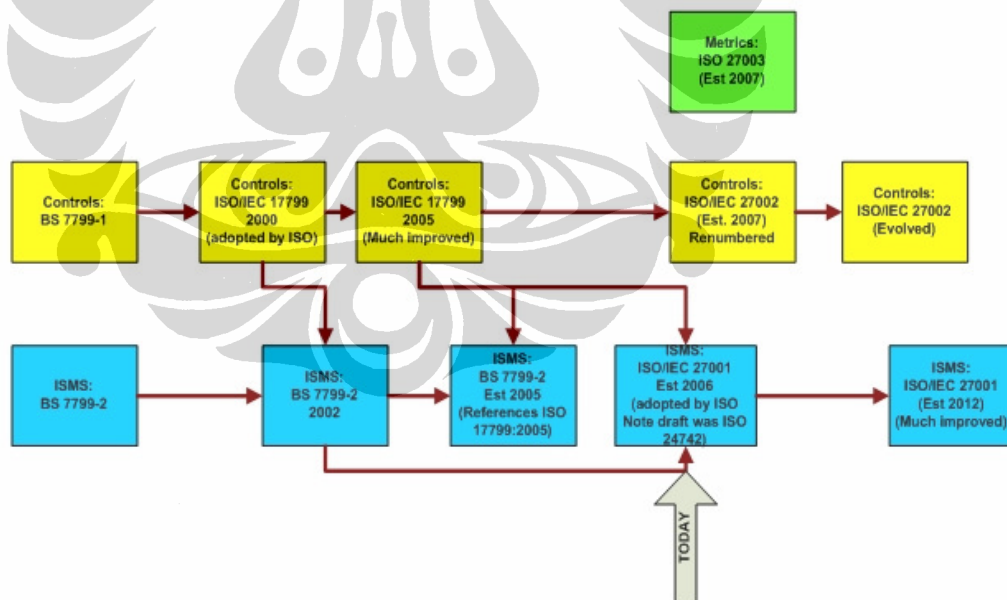 Metrics:
ISO 27003
(Est 2007)
Controls:
BS 7799-1
Controls:
ISO/IEC 17799
2000
(adopted by ISO)
Controls:
ISO/IEC 17799
2005
(Much improved)
Controls:
ISO/IEC 27002
(Est. 2007)
Renumbered
Controls:
ISO/IEC 27002
(Evolved)
ISMS:
BS 7799-2
ISMS:
BS 7799-2
2002
ISMS:
BS 7799-2
Est 2005
(References ISO
17799:2005)
ISMS:
ISO/IEC 27001
Est 2006
(adopted by ISO
Note draft was ISO
24742)
ISMS:
ISO/IEC 27001
(Est 2012)
(Much improved)
TODAY